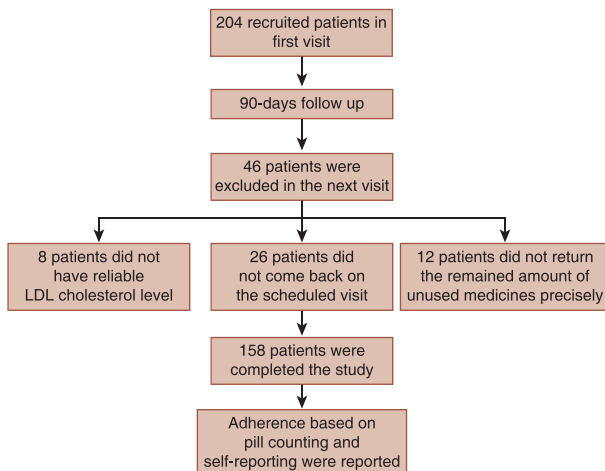 204 recruited patients in
first visit
90-days follow up
46 patients were
excluded in the next visit
8 patients did not
have reliable
LDL cholesterol level
26 patients did
not come back on
the scheduled visit
12 patients did not return
the remained amount of
unused medicines precisely
158 patients were
completed the study
Adherence based on
pill counting and
self-reporting were reported